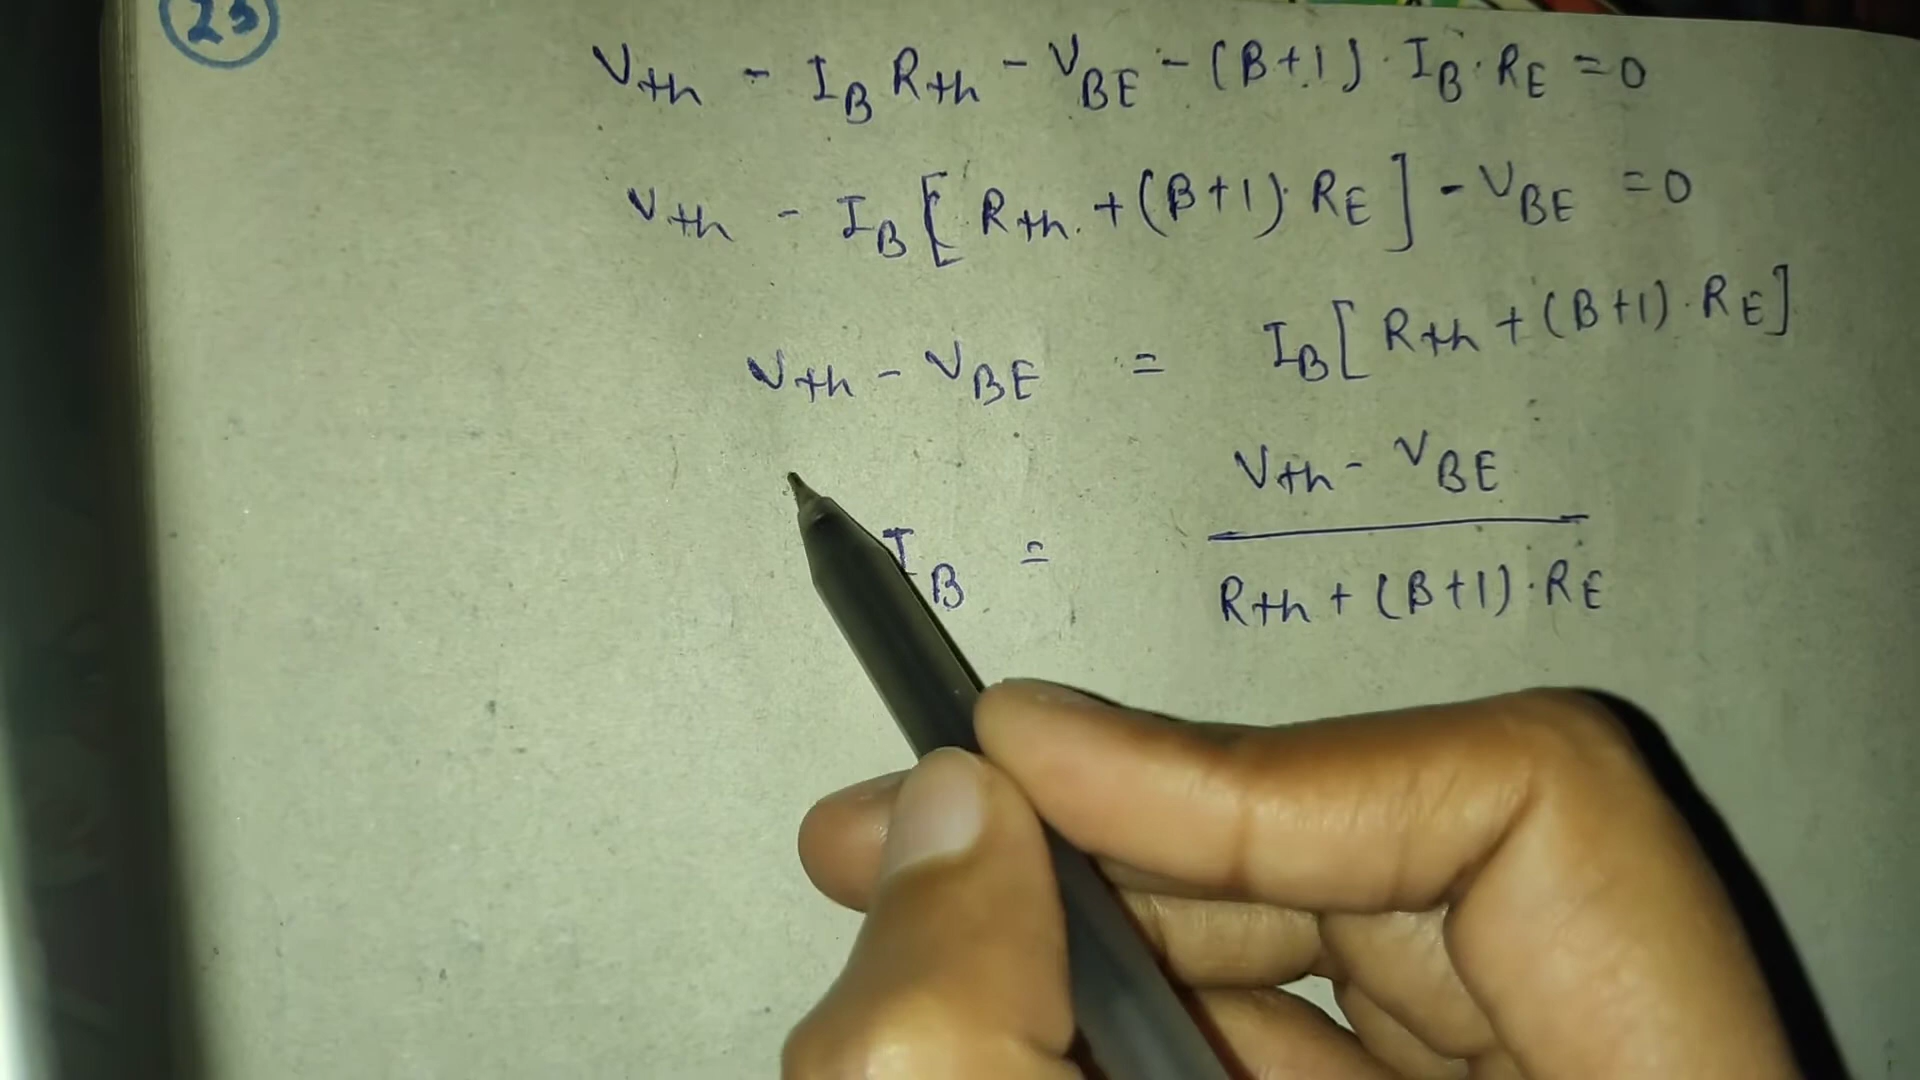 23
Vth - IB Rth - VBE - (B+1) · IB · RE = 0
Vth - IB [ Rth + (B+1) · RE ] - VBE = 0
Vth - VBE = IB [ Rth + (B+1) · RE ]
IB = Vth - VBE / Rth + (B+1) · RE